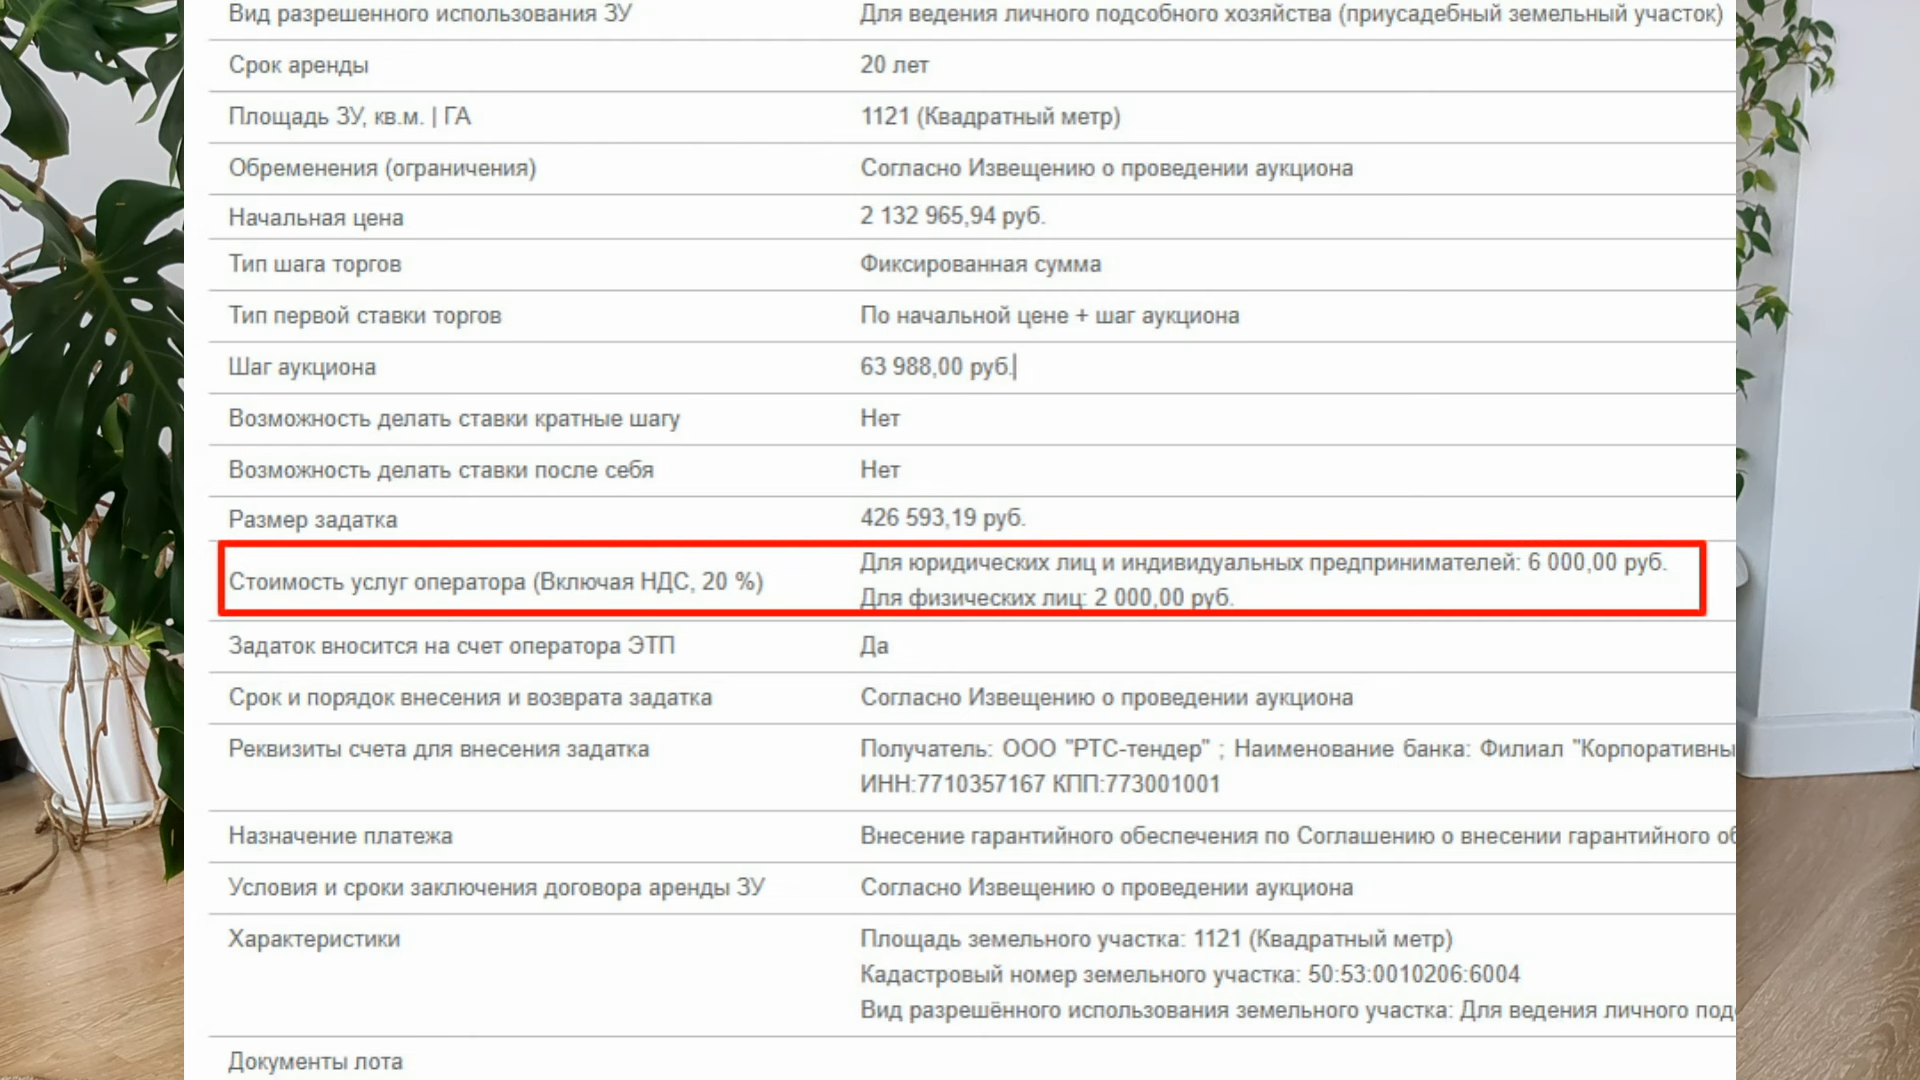 Вид разрешенного использования ЗУ Для ведения личного подсобного хозяйства (приусадебный земельный участок)
Срок аренды 20 лет
Площадь ЗУ, кв.м. | ГА 1121 (Квадратный метр)
Обременения (ограничения) Согласно Извещению о проведении аукциона
Начальная цена 2 132 965,94 руб.
Тип шага торгов Фиксированная сумма
Тип первой ставки торгов По начальной цене + шаг аукциона
Шаг аукциона 63 988,00 руб.
Возможность делать ставки кратные шагу Нет
Возможность делать ставки после себя Нет
Размер задатка 426 593,19 руб.
Стоимость услуг оператора (Включая НДС, 20 %) Для юридических лиц и индивидуальных предпринимателей: 6 000,00 руб.
Для физических лиц: 2 000,00 руб.
Задаток вносится на счет оператора ЭТП Да
Срок и порядок внесения и возврата задатка Согласно Извещению о проведении аукциона
Реквизиты счета для внесения задатка Получатель: ООО "РТС-тендер" ; Наименование банка: Филиал "Корпоративны
ИНН:7710357167 КПП:773001001
Назначение платежа Внесение гарантийного обеспечения по Соглашению о внесении гарантийного об
Условия и сроки заключения договора аренды ЗУ Согласно Извещению о проведении аукциона
Характеристики Площадь земельного участка: 1121 (Квадратный метр)
Кадастровый номер земельного участка: 50:53:0010206:6004
Вид разрешённого использования земельного участка: Для ведения личного под
Документы лота